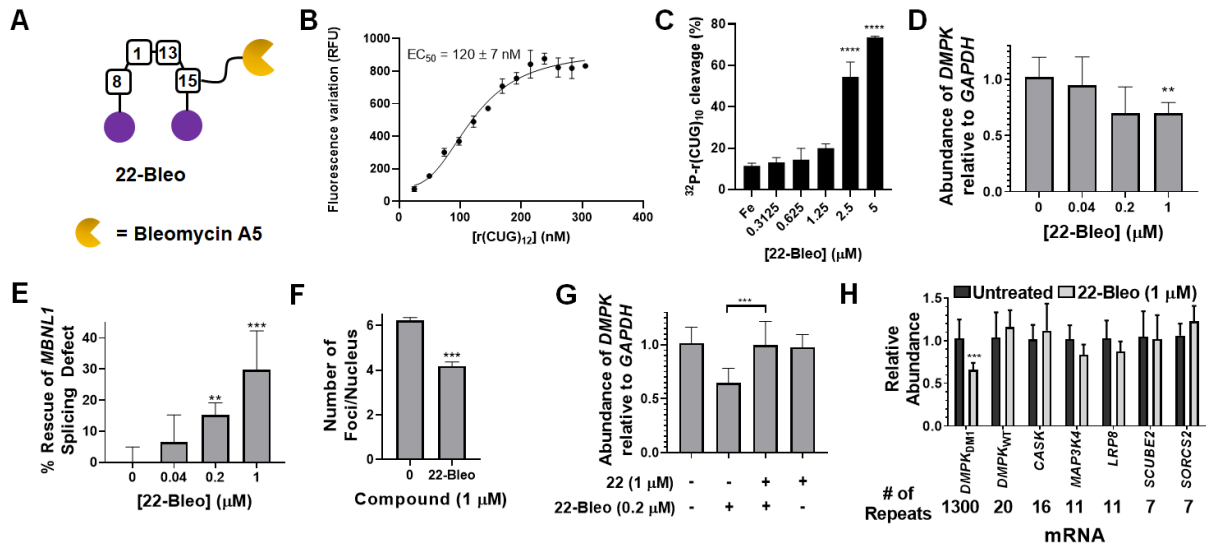 A
8
1
13
15
22-Bleo
= Bleomycin A5
B
Fluorescence variation (RFU)
1000
800
600
400
200
0
EC50 = 120 ± 7 nM
0
100
200
300
400
[r(CUG)12] (nM)
C
32P-r(CUG)10 cleavage (%)
80
60
40
20
0
****
****
Fe
0.3125
0.625
1.25
2.5
5
[22-Bleo] (μM)
D
Abundance of DMPK
relative to GAPDH
1.0
0.5
0.0
**
0
0.04
0.2
1
[22-Bleo] (μM)
E
% Rescue of MBNL1
Splicing Defect
40
30
20
10
0
**
***
0
0.04
0.2
1
[22-Bleo] (μM)
F
Number of
Foci/Nucleus
6
4
2
0
***
0
22-Bleo
Compound (1 μM)
G
Abundance of DMPK
relative to GAPDH
1.0
0.5
0.0
***
22 (1 μM) - - + +
22-Bleo (0.2 μM) - + + -
H
Untreated 22-Bleo (1 μM)
Relative
Abundance
1.5
1.0
0.5
0.0
***
DMPKDM1
DMPKWT
CASK
MAP3K4
LRP8
SCUBE2
SORCS2
# of
Repeats
1300 20 16 11 11 7 7
mRNA